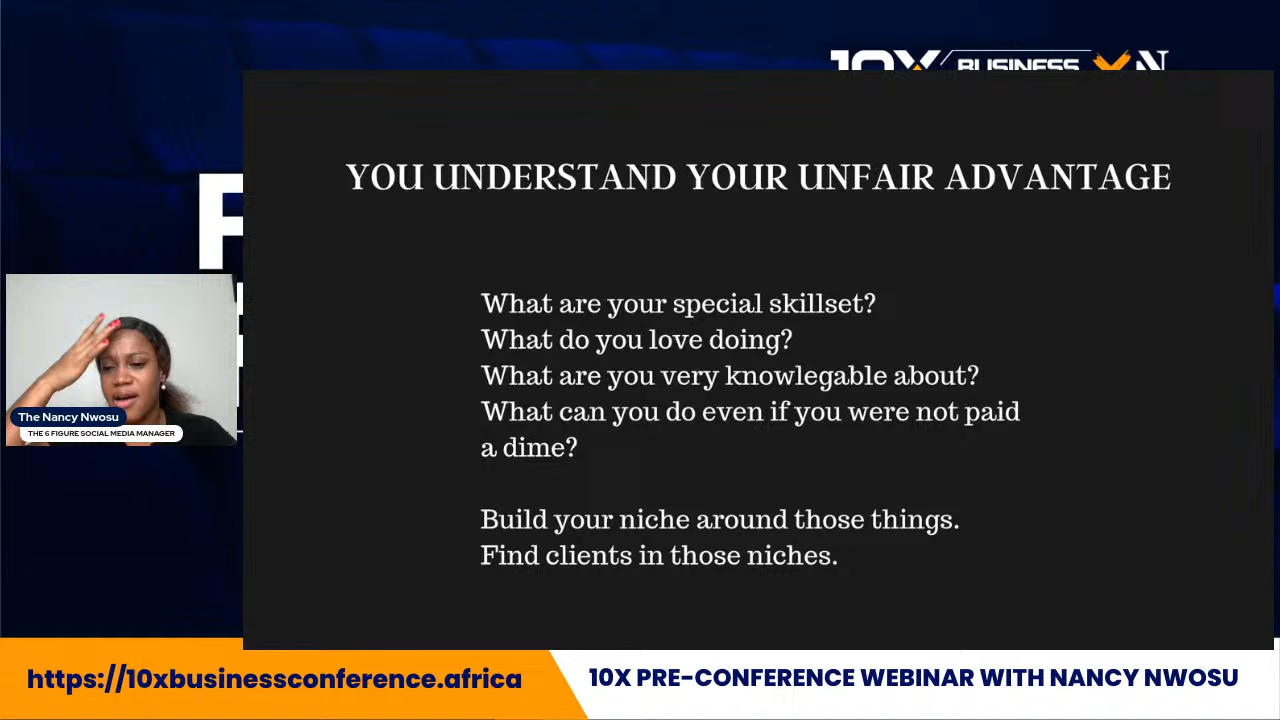 10X BUSINESS X N
YOU UNDERSTAND YOUR UNFAIR ADVANTAGE
What are your special skillset?
What do you love doing?
What are you very knowlegable about?
What can you do even if you were not paid
a dime?
Build your niche around those things.
Find clients in those niches.
The Nancy Nwosu
THE 6 FIGURE SOCIAL MEDIA MANAGER
https://10xbusinessconference.africa
10X PRE-CONFERENCE WEBINAR WITH NANCY NWOSU